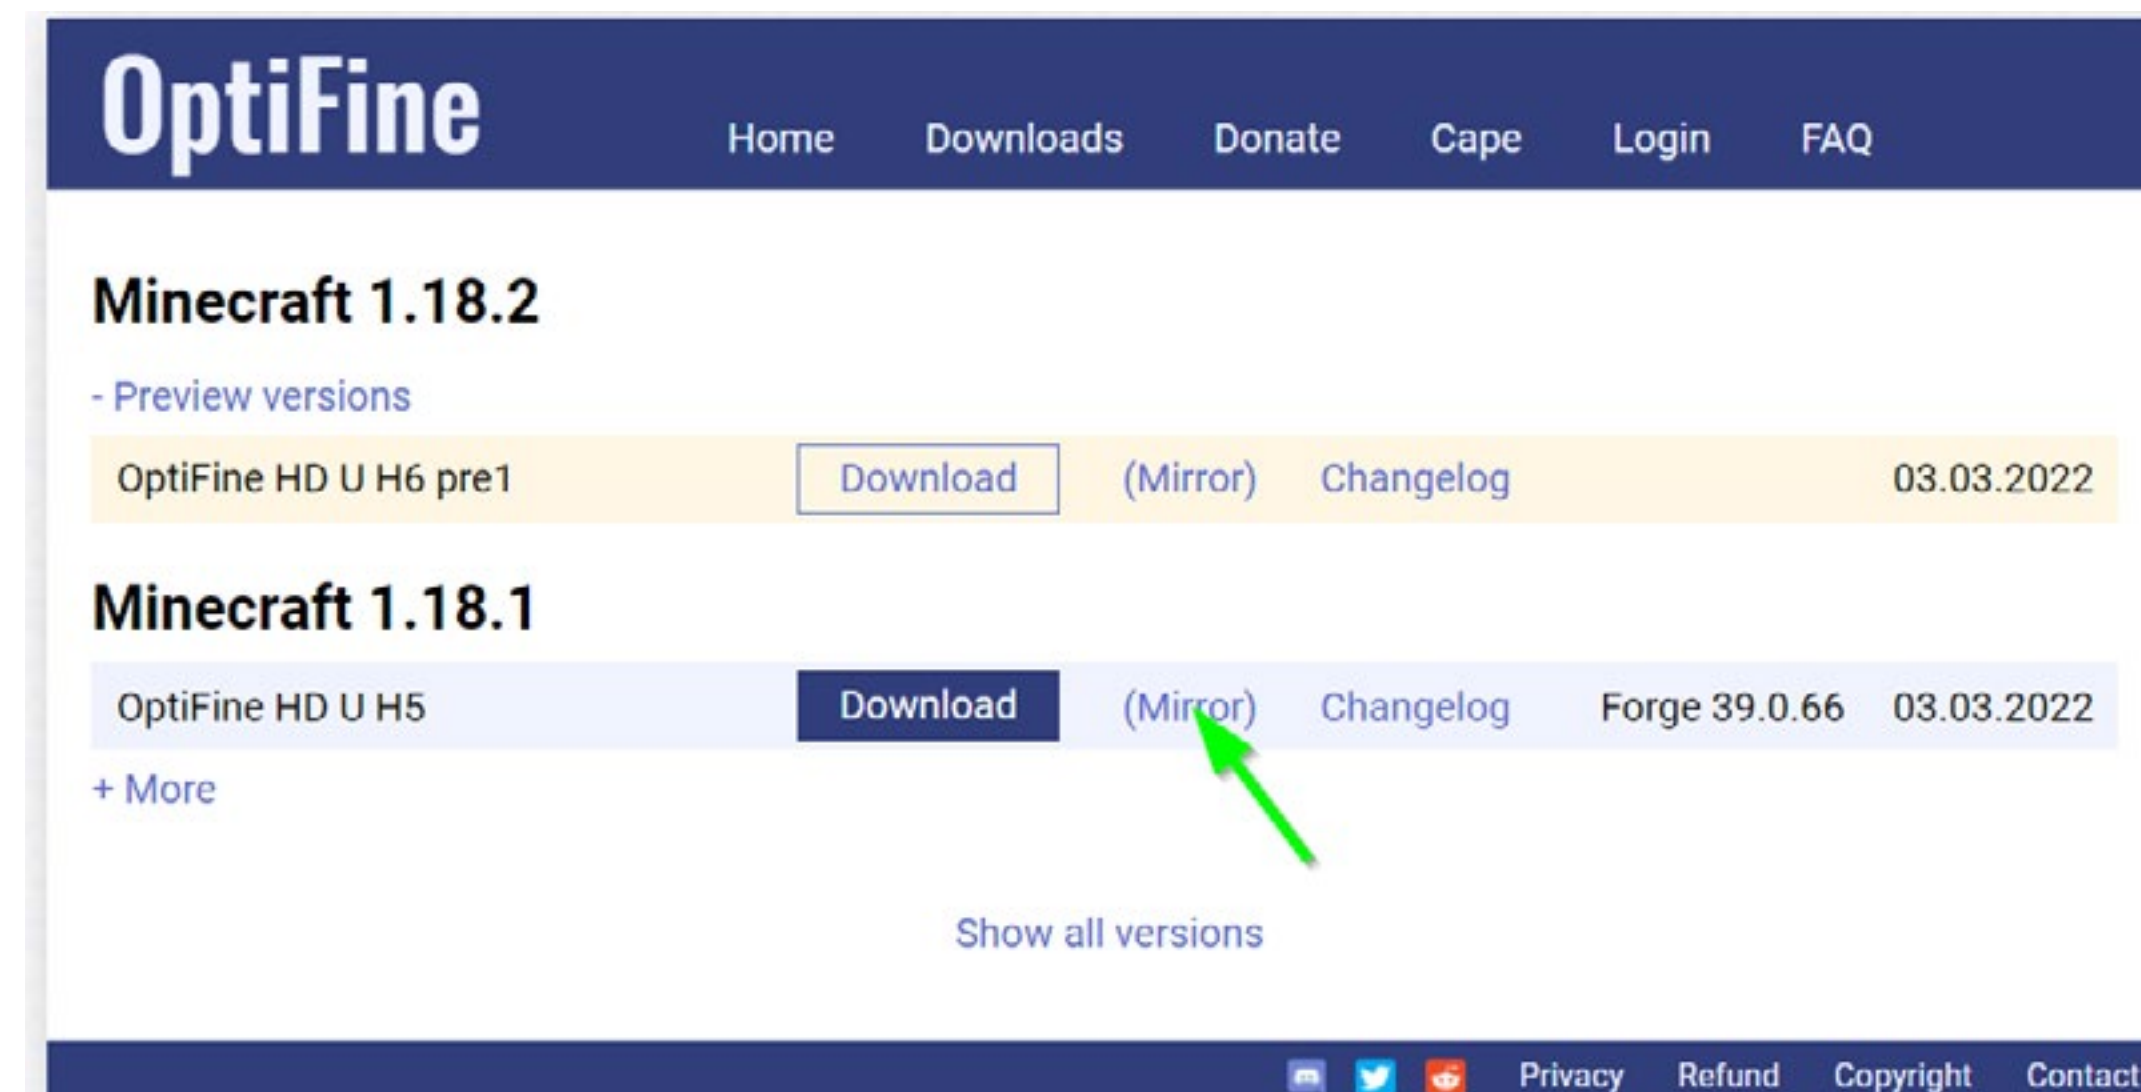 OptiFine
Home Downloads Donate Cape Login FAQ
Minecraft 1.18.2
- Preview versions
OptiFine HD U H6 pre1 Download (Mirror) Changelog 03.03.2022
Minecraft 1.18.1
OptiFine HD U H5 Download (Mirror) Changelog Forge 39.0.66 03.03.2022
+ More
Show all versions
Privacy Refund Copyright Contact